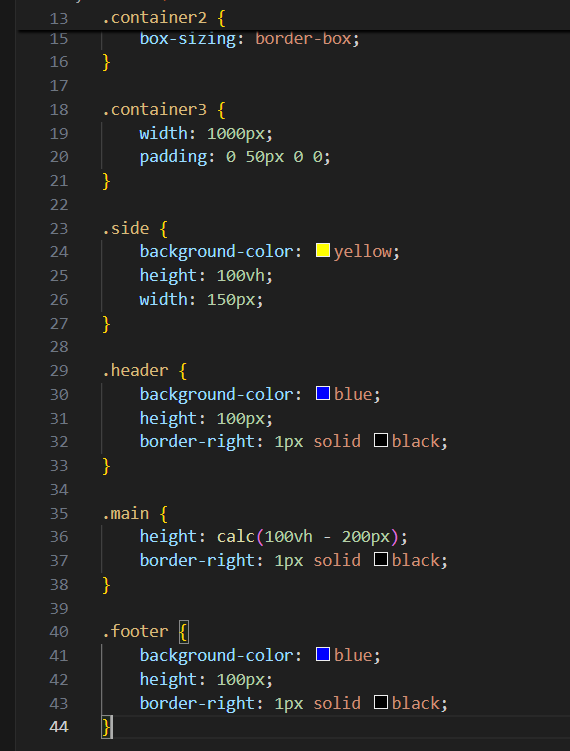 13 .container2 {
15 box-sizing: border-box;
16 }
17
18 .container3 {
19 width: 1000px;
20 padding: 0 50px 0 0;
21 }
22
23 .side {
24 background-color: yellow;
25 height: 100vh;
26 width: 150px;
27 }
28
29 .header {
30 background-color: blue;
31 height: 100px;
32 border-right: 1px solid black;
33 }
34
35 .main {
36 height: calc(100vh - 200px);
37 border-right: 1px solid black;
38 }
39
40 .footer {
41 background-color: blue;
42 height: 100px;
43 border-right: 1px solid black;
44 }